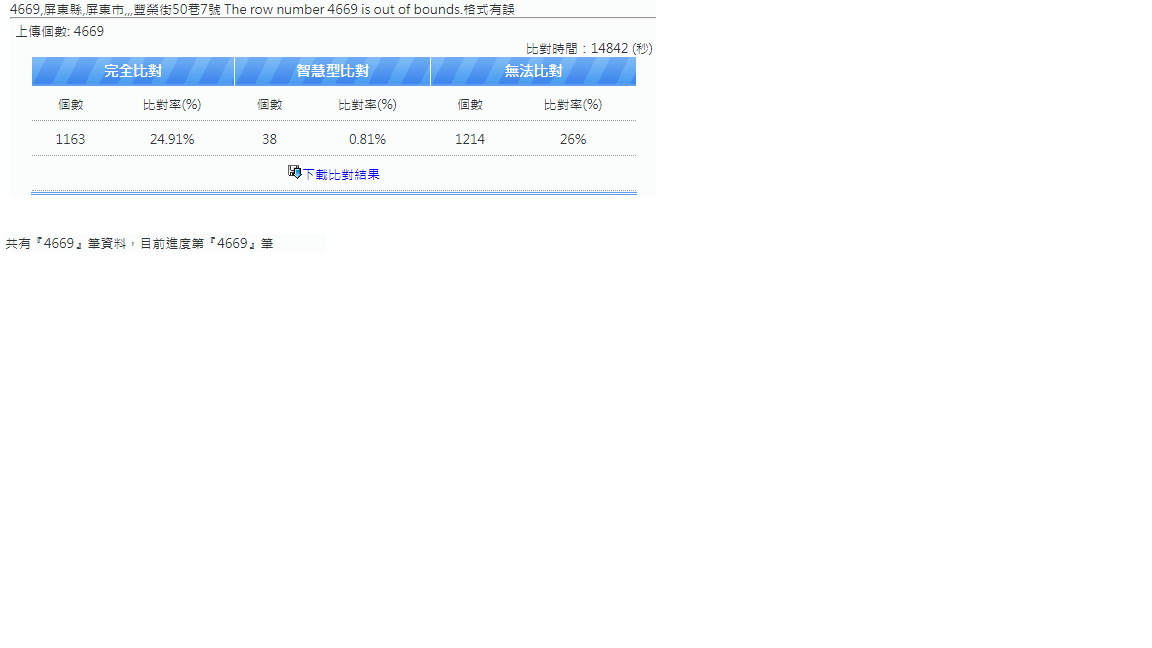 4669,屏東縣,屏東市,,,豐榮街50巷7號 The row number 4669 is out of bounds.格式有誤
上傳個數: 4669
比對時間：14842 (秒)
完全比對 智慧型比對 無法比對
個數 比對率(%) 個數 比對率(%) 個數 比對率(%)
1163 24.91% 38 0.81% 1214 26%
下載比對結果
共有『4669』筆資料，目前進度第『4669』筆